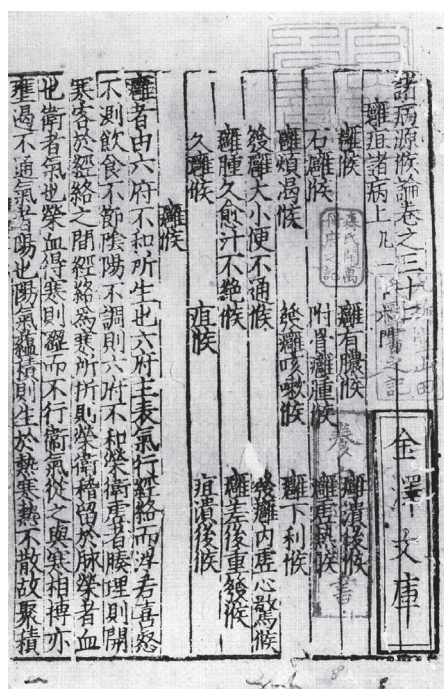 諸病源候論卷之三十二
癰疽諸病上 凡一十六門
癰候 癰有膿候 癰潰後候
石癰候 附骨癰腫候 癰虛熱候
癰煩渴候 發癰咳嗽候 癰下利候
發癰大小便不通候 發癰內虛心驚候
癰腫久愈汁不絶候 癰差後重發候
久癰候 疽候 疽潰後候
癰候
癰者由六府不和所生也六府主表氣行經絡而浮若喜怒
不測飲食不節陰陽不調則六府不和榮衛虛者腠理則開
寒客於經絡之間經絡爲寒所折則榮衛稽留於脉榮者血
也衛者氣也榮血得寒則澀而不行衛氣從之與寒相搏亦
壅遏不通氣者陽也陽氣蘊積則生於熱寒熱不散故聚積
金澤文庫
森氏開萬
冊府之記